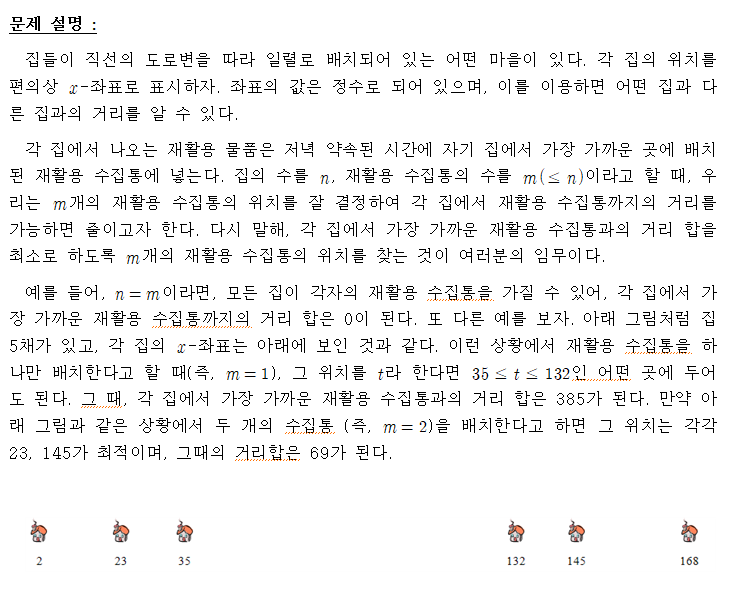 문제 설명 :
집들이 직선의 도로변을 따라 일렬로 배치되어 있는 어떤 마을이 있다. 각 집의 위치를
편의상 x-좌표로 표시하자. 좌표의 값은 정수로 되어 있으며, 이를 이용하면 어떤 집과 다
른 집과의 거리를 알 수 있다.
각 집에서 나오는 재활용 물품은 저녁 약속된 시간에 자기 집에서 가장 가까운 곳에 배치
된 재활용 수집통에 넣는다. 집의 수를 n, 재활용 수집통의 수를 m(≤ n)이라고 할 때, 우
리는 m개의 재활용 수집통의 위치를 잘 결정하여 각 집에서 재활용 수집통까지의 거리를
가능하면 줄이고자 한다. 다시 말해, 각 집에서 가장 가까운 재활용 수집통과의 거리 합을
최소로 하도록 m개의 재활용 수집통의 위치를 찾는 것이 여러분의 임무이다.
예를 들어, n = m이라면, 모든 집이 각자의 재활용 수집통을 가질 수 있어, 각 집에서 가
장 가까운 재활용 수집통까지의 거리 합은 0이 된다. 또 다른 예를 보자. 아래 그림처럼 집
5채가 있고, 각 집의 x-좌표는 아래에 보인 것과 같다. 이런 상황에서 재활용 수집통을 하
나만 배치한다고 할 때(즉, m = 1), 그 위치를 t라 한다면 35 ≤ t ≤ 132인 어떤 곳에 두어
도 된다. 그 때, 각 집에서 가장 가까운 재활용 수집통과의 거리 합은 385가 된다. 만약 아
래 그림과 같은 상황에서 두 개의 수집통 (즉, m = 2)을 배치한다고 하면 그 위치는 각각
23, 145가 최적이며, 그때의 거리합은 69가 된다.
2 23 35 132 145 168